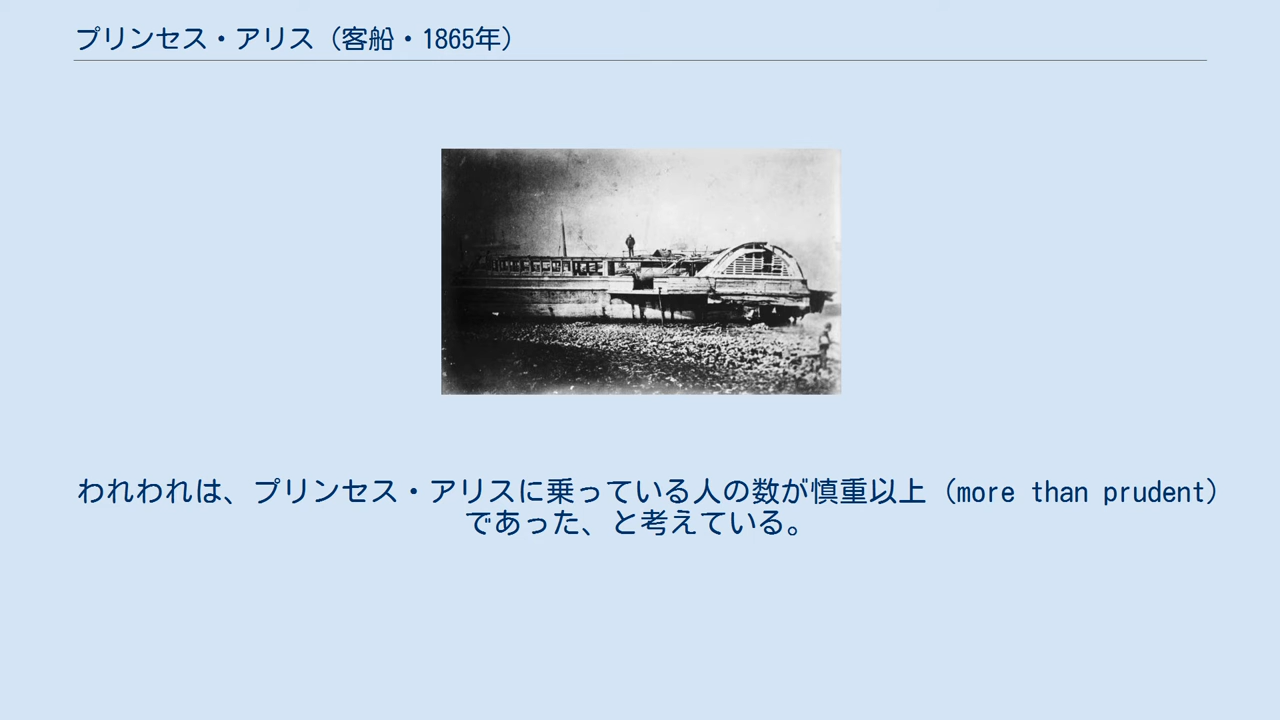 プリンセス・アリス（客船・1865年）
われわれは、プリンセス・アリスに乗っている人の数が慎重以上（more than prudent）
であった、と考えている。